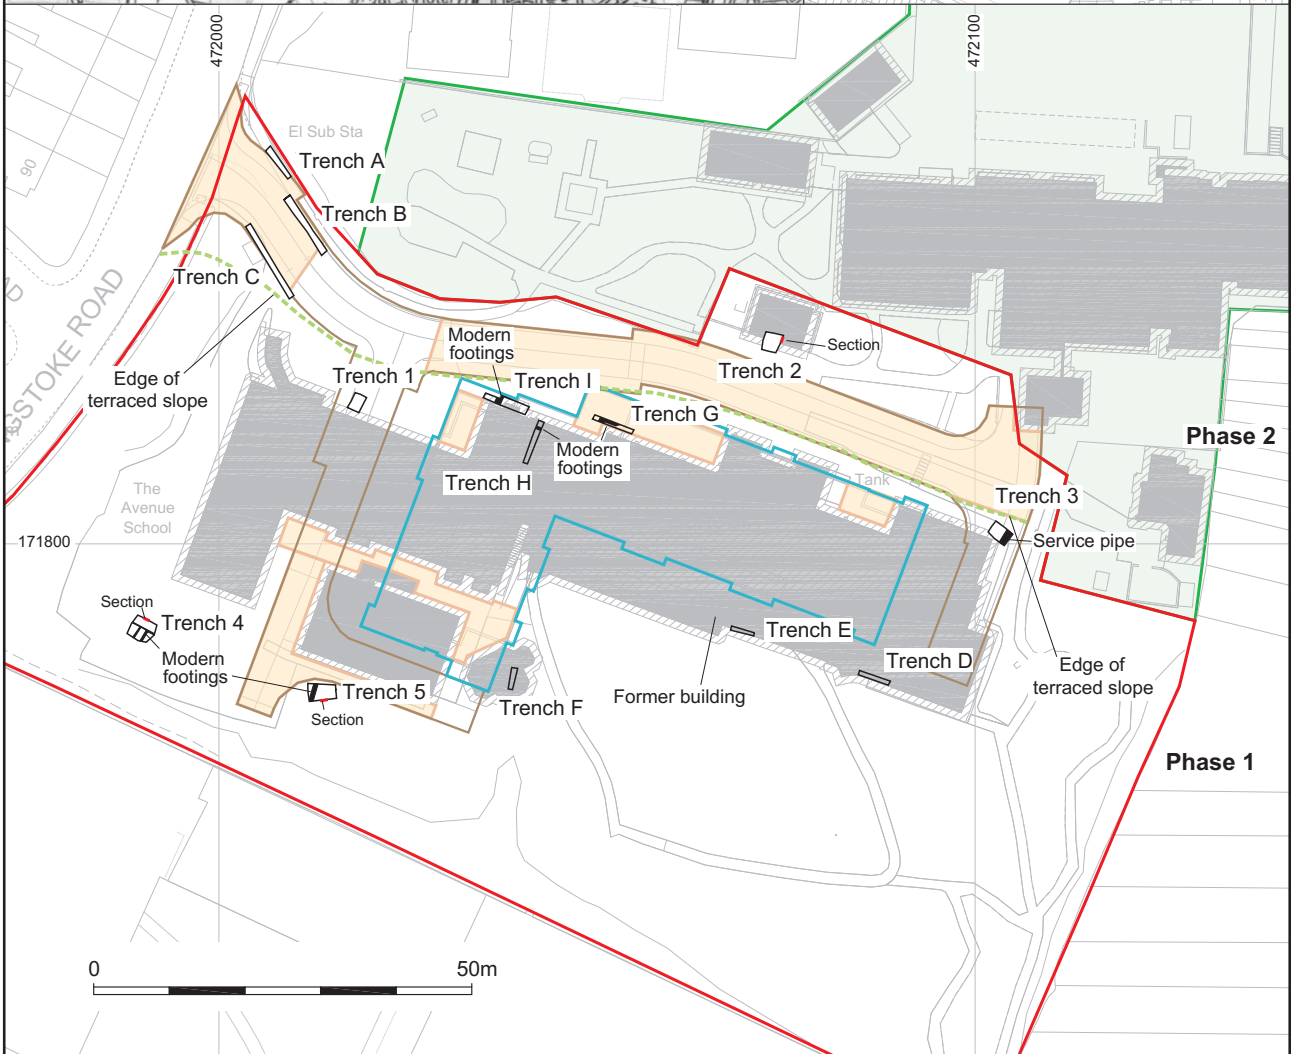 472000
472100
El Sub Sta
Trench A
90
Trench B
Trench C
GSTOKE ROAD
Modern
footings
Section
Trench 2
Edge of
terraced slope
Trench 1
Trench I
Trench G
Modern
footings
Phase 2
Trench H
Tank
Trench 3
The
Avenue
School
171800
Service pipe
Section
Trench 4
Trench E
Modern
footings
Trench D
Edge of
terraced slope
Trench 5
Former building
Section
Trench F
Phase 1
0
50m